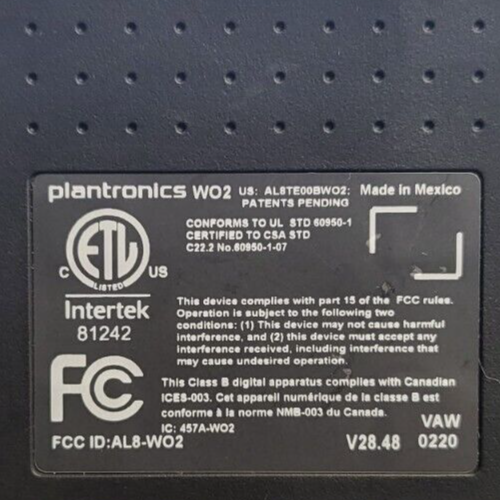 plantronics WO2 US: AL8TE00BWO2: Made in Mexico
PATENTS PENDING
CONFORMS TO UL STD 60950-1
CERTIFIED TO CSA STD
C22.2 No.60950-1-07
C ETL US
LISTED
Intertek
81242
This device complies with part 15 of the FCC rules.
Operation is subject to the following two
conditions: (1) This device may not cause harmful
interference, and (2) this device must accept any
interference received, including interference that
may cause undesired operation.
This Class B digital apparatus complies with Canadian
ICES-003. Cet appareil numérique de la classe B est
conforme à la norme NMB-003 du Canada.
IC: 457A-WO2
FC
FCC ID:AL8-WO2
V28.48
VAW
0220